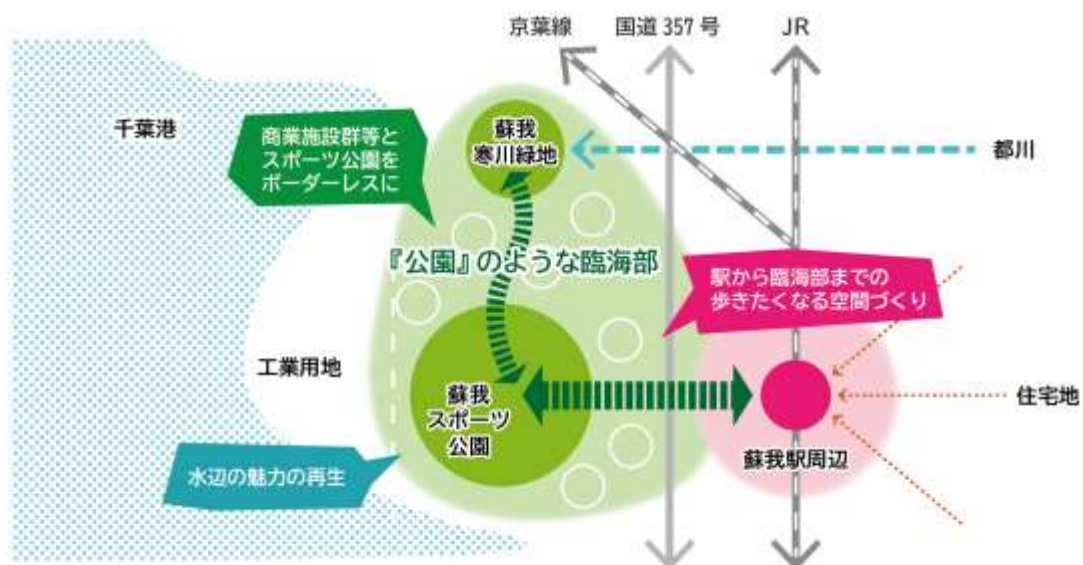 京葉線
国道 357 号
JR
千葉港
商業施設群等と
スポーツ公園を
ボーダーレスに
蘇我
寒川緑地
都川
『公園』のような臨海部
駅から臨海部までの
歩きたくなる空間づくり
工業用地
蘇我
スポーツ
公園
住宅地
蘇我駅周辺
水辺の魅力の再生